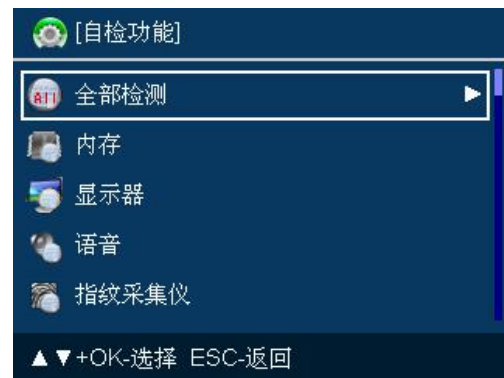 [自检功能]
全部检测
内存
显示器
语音
指纹采集仪
▲▼+OK-选择 ESC-返回